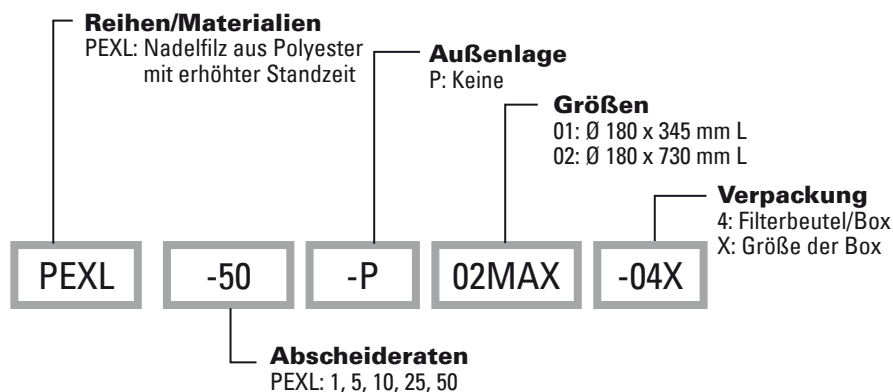 Reihen/Materialien
PEXL: Nadelfilz aus Polyester
mit erhöhter Standzeit
Außenlage
P: Keine
Größen
01: Ø 180 x 345 mm L
02: Ø 180 x 730 mm L
Verpackung
4: Filterbeutel/Box
X: Größe der Box
PEXL -50 -P 02MAX -04X
Abscheideraten
PEXL: 1, 5, 10, 25, 50